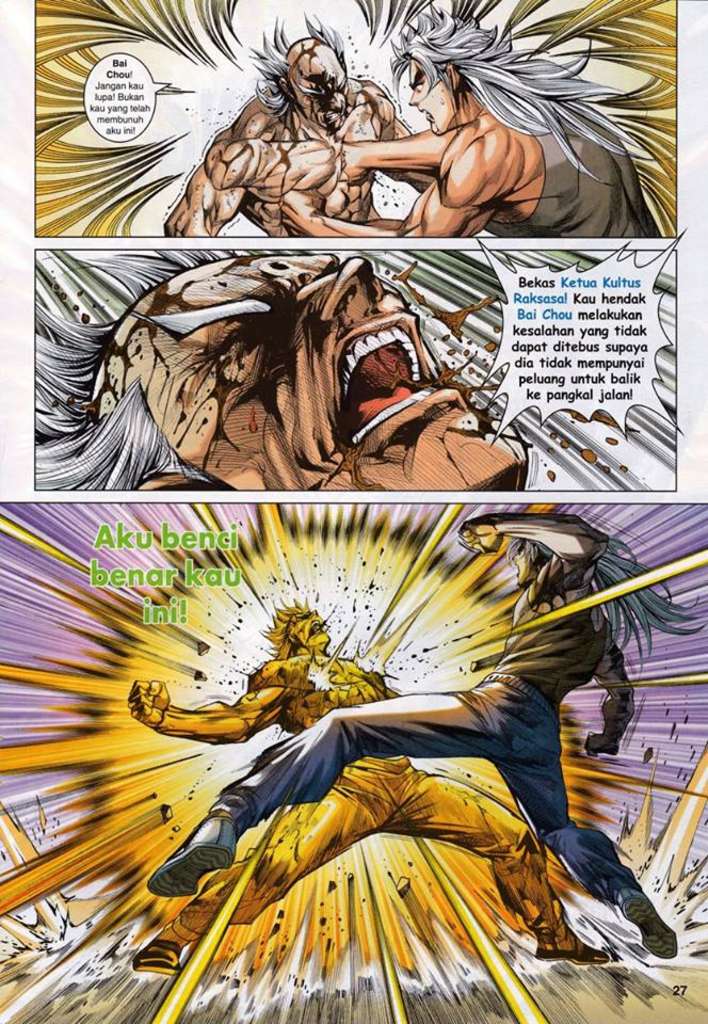 Bai
Chou!
Jangan kau
lupa! Bukan
kau yang telah
membunuh
aku ini!
Bekas Ketua Kultus
Raksasa! Kau hendak
Bai Chou melakukan
kesalahan yang tidak
dapat ditebus supaya
dia tidak mempunyai
peluang untuk balik
ke pangkal jalan!
Aku benci
benar kau
ini!
27